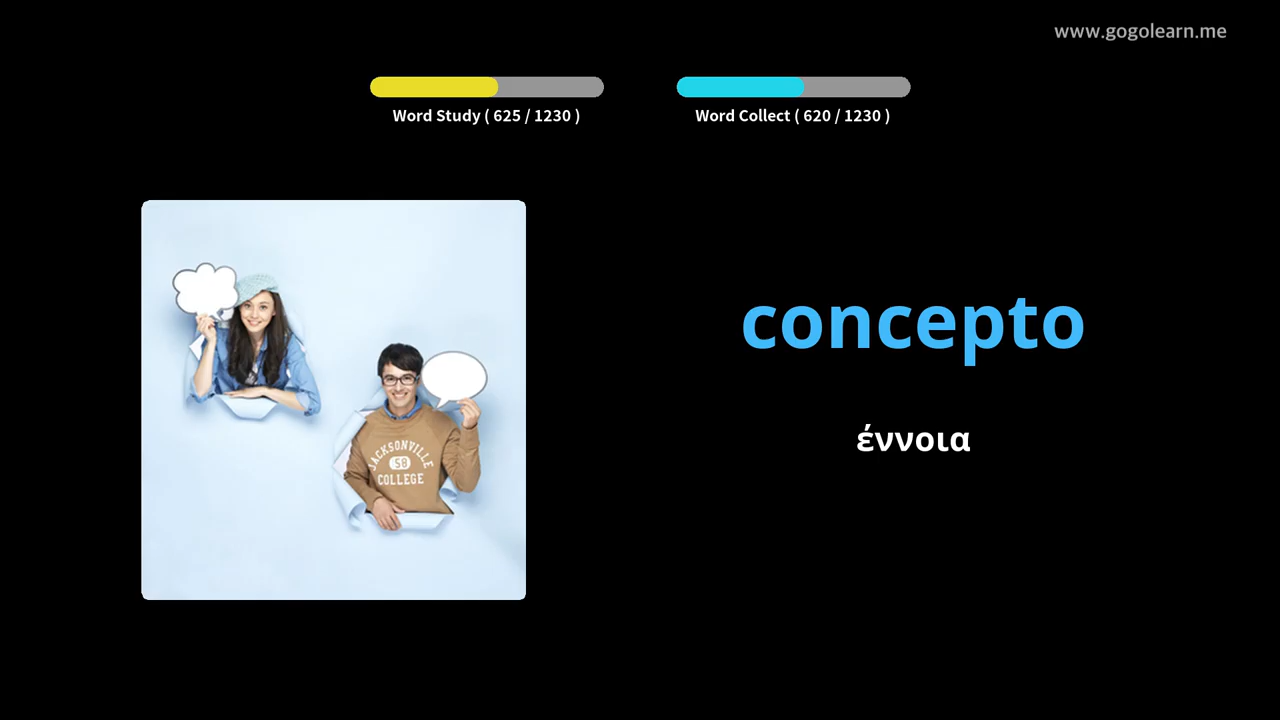 www.gogolearn.me
Word Study ( 625 / 1230 )
Word Collect ( 620 / 1230 )
concepto
έννοια
JACKSONVILLE
58
COLLEGE